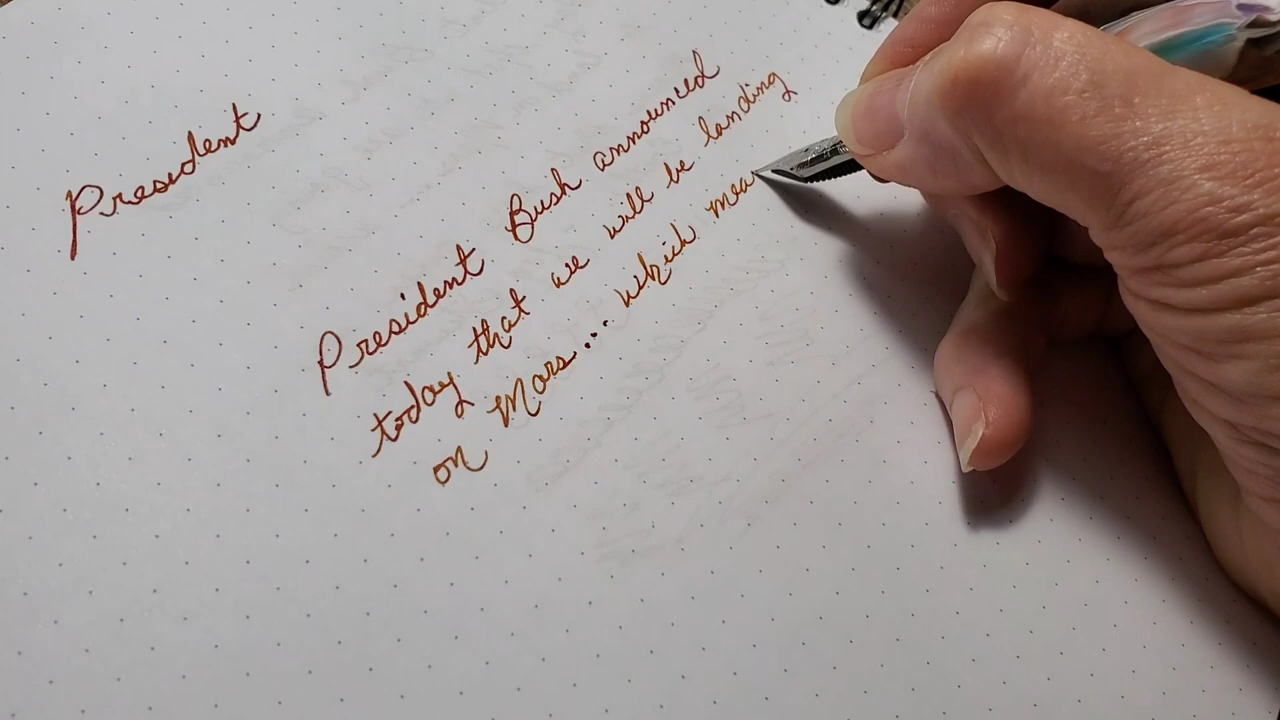 President
President Bush announced
today that we will be landing
on Mars... which mea